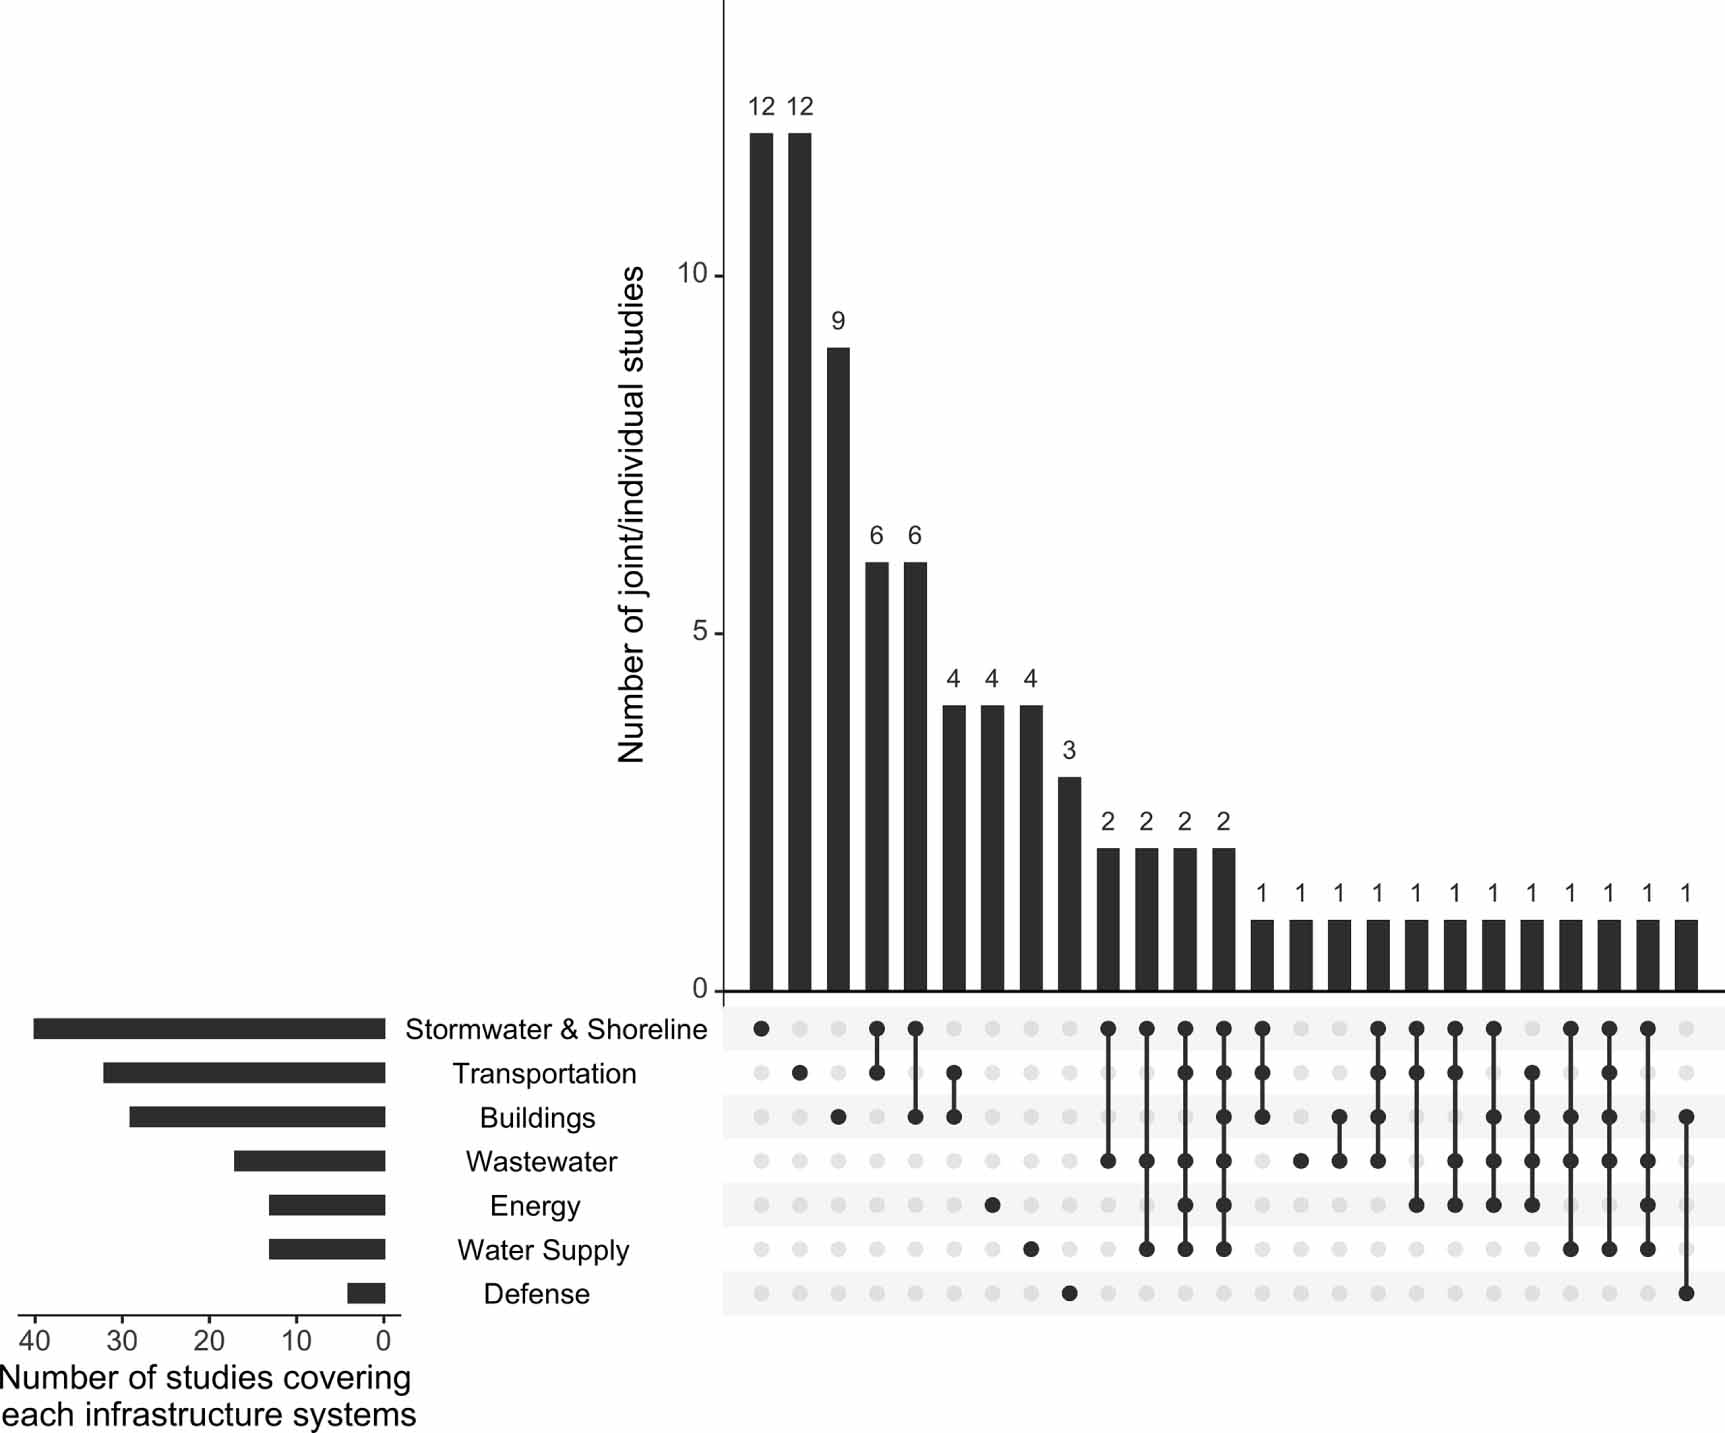 12 12
9
6 6
4 4 4
3
2 2 2 2
1 1 1 1 1 1 1 1 1 1 1 1
10
5
0
Number of joint/individual studies
Stormwater & Shoreline
Transportation
Buildings
Wastewater
Energy
Water Supply
Defense
40 30 20 10 0
Number of studies covering
each infrastructure systems